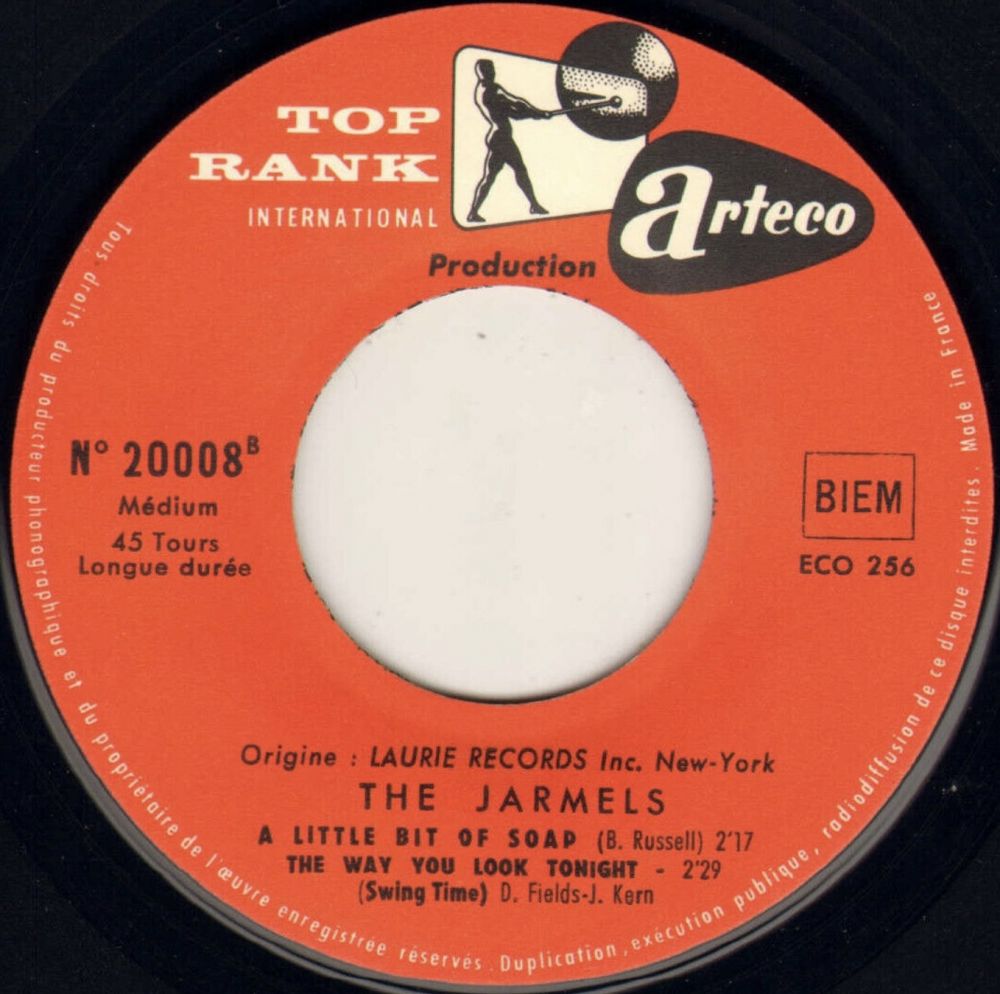 TOP
RANK
INTERNATIONAL
arteco
Production
N° 20008B
Médium
45 Tours
Longue durée
BIEM
ECO 256
Origine : LAURIE RECORDS Inc. New-York
THE JARMELS
A LITTLE BIT OF SOAP (B. Russell) 2'17
THE WAY YOU LOOK TONIGHT - 2'29
(Swing Time) D. Fields-J. Kern
Tous droits du producteur phonographique et du propriétaire de l'œuvre enregistrée réservés. Duplication, exécution publique, radiodiffusion de ce disque interdites. Made in France